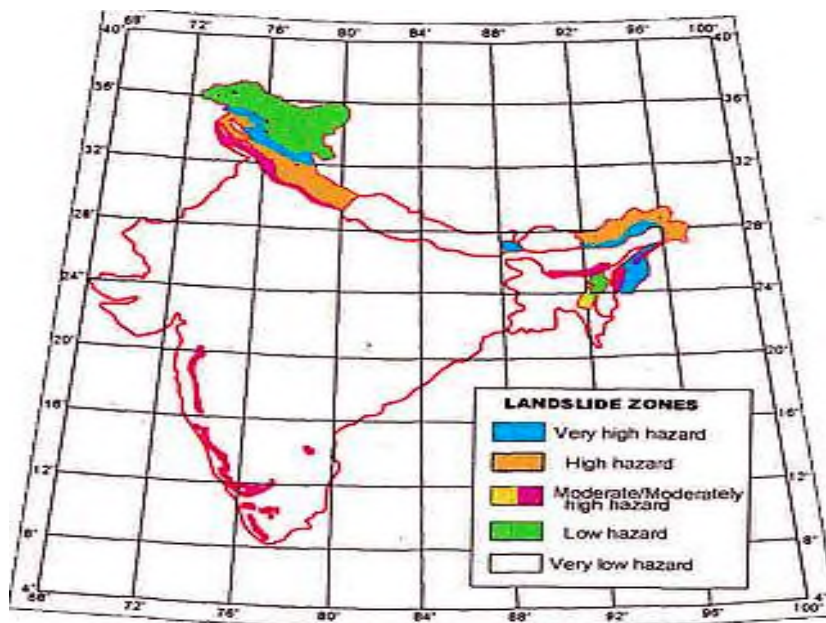 40° 68° 72° 76° 80° 84° 88° 92° 96° 100° 40°
36° 36°
32° 32°
28° 28°
24° 24°
20° 20°
16° 16°
LANDSLIDE ZONES
Very high hazard
High hazard
12° 12°
Moderate/Moderately
high hazard
Low hazard
8° 8°
Very low hazard
4° 4°
68° 72° 76° 80° 84° 88° 92° 96° 100°